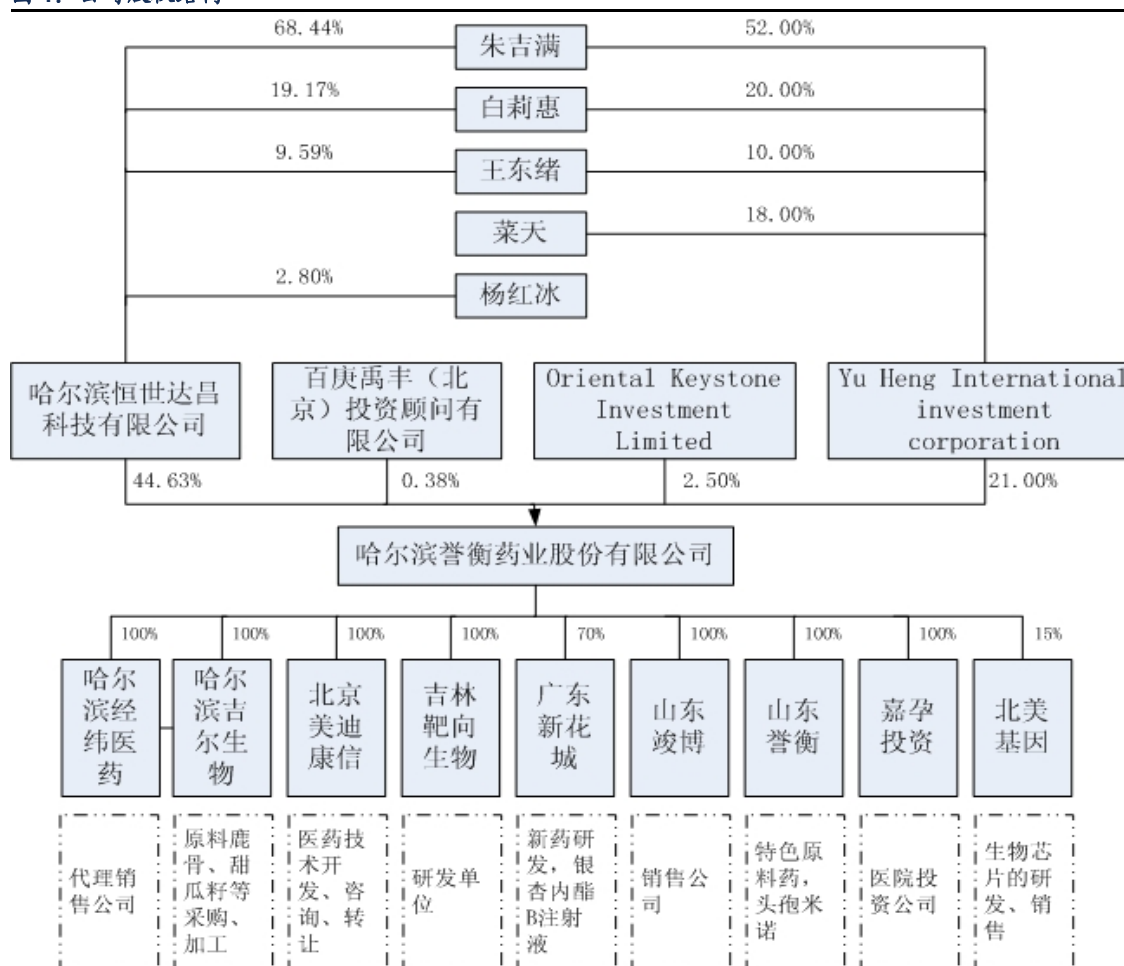 68.44%
朱吉满
52.00%
19.17%
白莉惠
20.00%
9.59%
王东绪
10.00%
菜天
18.00%
2.80%
杨红冰
哈尔滨恒世达昌
科技有限公司
百庚禹丰（北
京）投资顾问有
限公司
Oriental Keystone
Investment
Limited
Yu Heng International
investment
corporation
44.63%
0.38%
2.50%
21.00%
哈尔滨誉衡药业股份有限公司
100%
100%
100%
100%
70%
100%
100%
100%
15%
哈尔
滨经
纬医
药
哈尔
滨吉
尔生
物
北京
美迪
康信
吉林
靶向
生物
广东
新花
城
山东
竣博
山东
誉衡
嘉孕
投资
北美
基因
代理销
售公司
原料鹿
骨、甜
瓜籽等
采购、
加工
医药技
术开
发、咨
询、转
让
研发单
位
新药研
发，银
杏内酯
B注射
液
销售公
司
特色原
料药，
头孢米
诺
医院投
资公司
生物芯
片的研
发、销
售